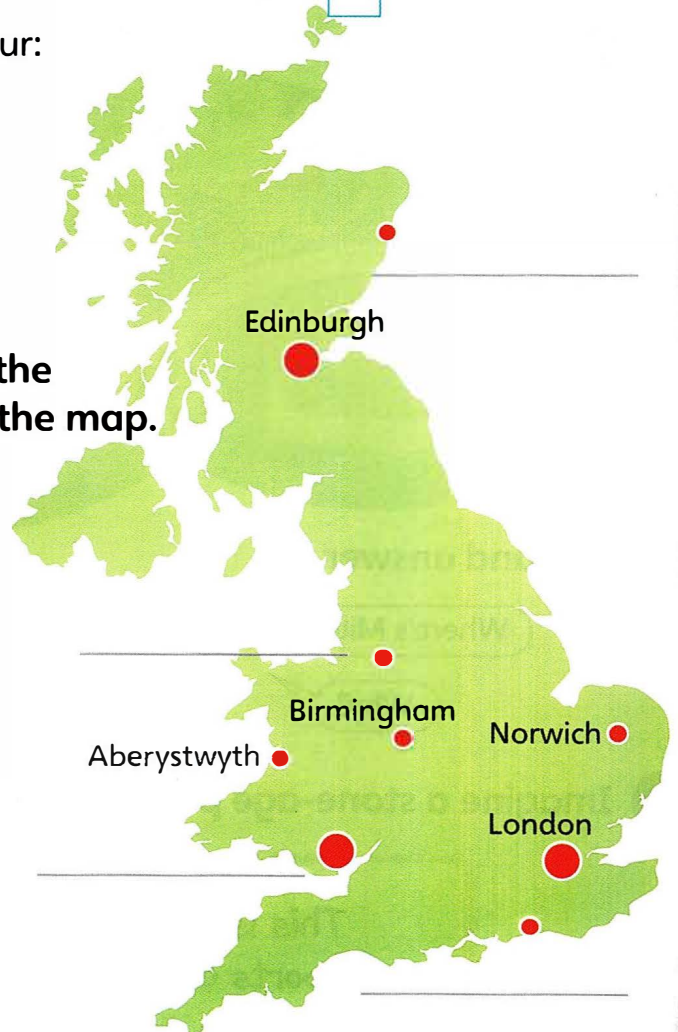 ur:
Edinburgh
the
the map.
Birmingham
Norwich
Aberystwyth
London